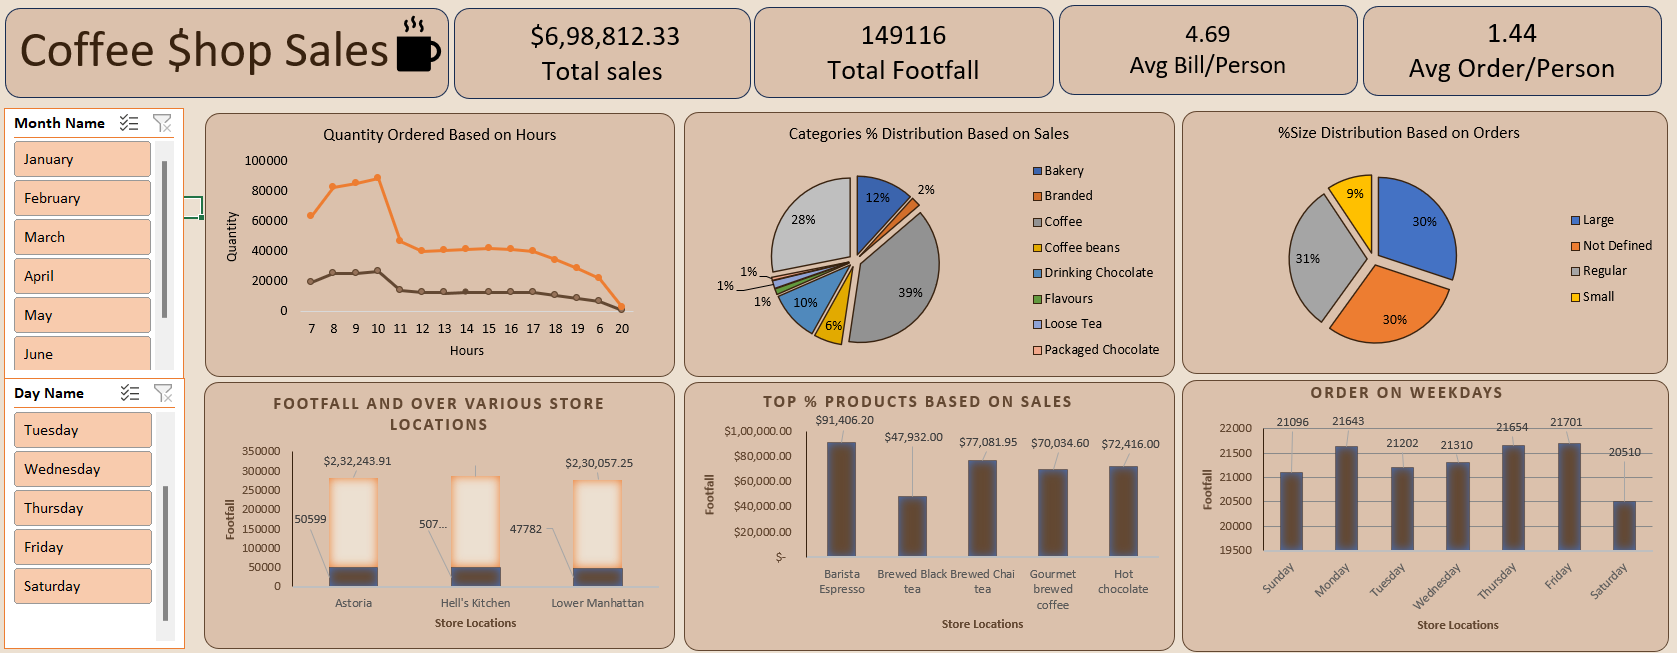 Coffee $hop Sales
$6,98,812.33
Total sales
149116
Total Footfall
4.69
Avg Bill/Person
1.44
Avg Order/Person
Month Name
January
February
March
April
May
June
Day Name
Tuesday
Wednesday
Thursday
Friday
Saturday
Quantity Ordered Based on Hours
Quantity
100000
80000
60000
40000
20000
0
7 8 9 10 11 12 13 14 15 16 17 18 19 6 20
Hours
Categories % Distribution Based on Sales
12%
2%
39%
6%
10%
1%
1%
1%
28%
Bakery
Branded
Coffee
Coffee beans
Drinking Chocolate
Flavours
Loose Tea
Packaged Chocolate
%Size Distribution Based on Orders
30%
30%
31%
9%
Large
Not Defined
Regular
Small
FOOTFALL AND OVER VARIOUS STORE
LOCATIONS
Footfall
350000
300000
250000
200000
150000
100000
50000
0
$2,32,243.91
$2,30,057.25
50599
507...
47782
Astoria
Hell's Kitchen
Lower Manhattan
Store Locations
TOP % PRODUCTS BASED ON SALES
Footfall
$1,00,000.00
$80,000.00
$60,000.00
$40,000.00
$20,000.00
$-
$91,406.20
$47,932.00
$77,081.95
$70,034.60
$72,416.00
Barista
Espresso
Brewed Black
tea
Brewed Chai
tea
Gourmet
brewed
coffee
Hot
chocolate
Store Locations
ORDER ON WEEKDAYS
Footfall
22000
21500
21000
20500
20000
19500
21096
21643
21202
21310
21654
21701
20510
Sunday
Monday
Tuesday
Wednesday
Thursday
Friday
Saturday
Store Locations